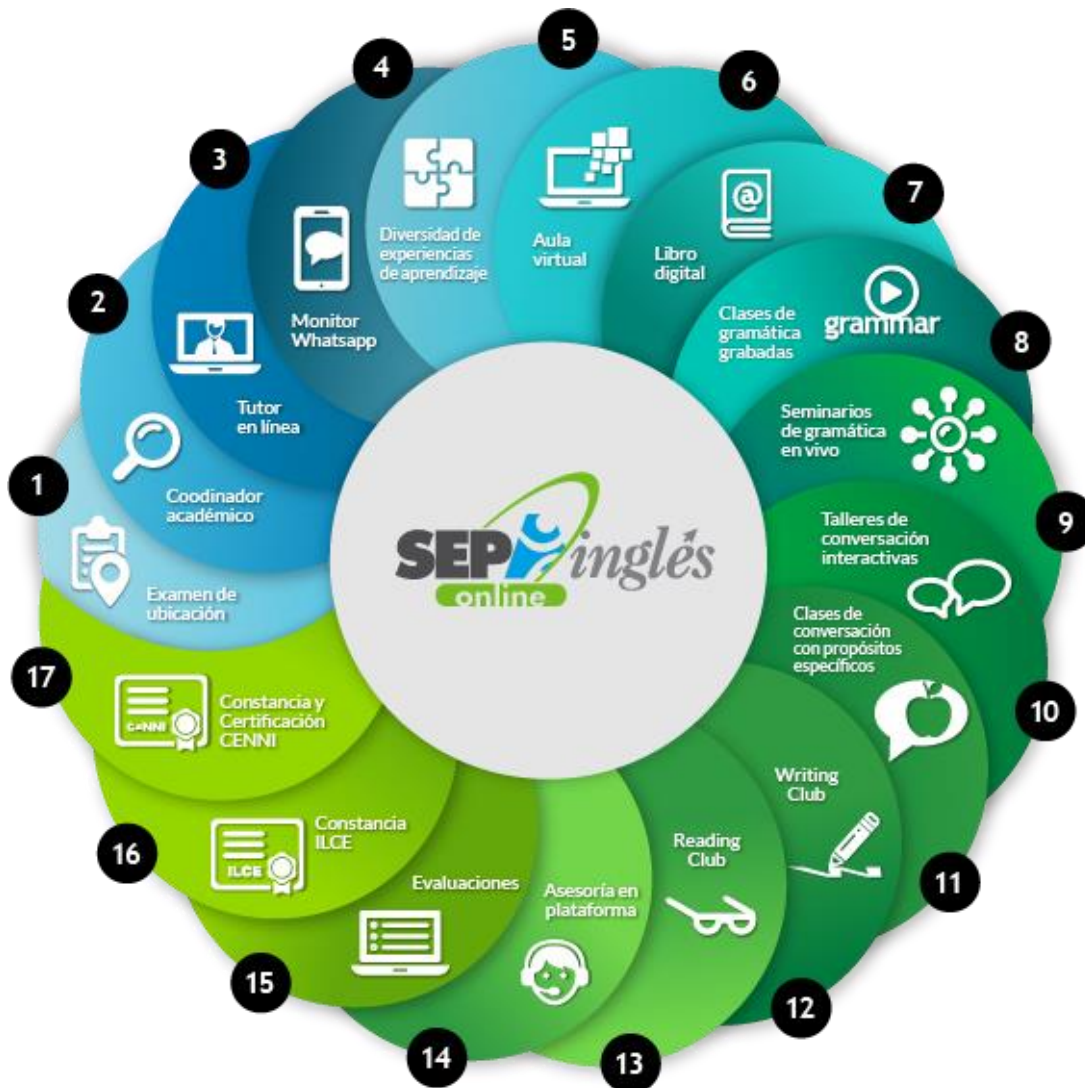 1
Examen de
ubicación
2
Coodinador
académico
3
Tutor
en línea
4
Monitor
Whatsapp
5
Diversidad de
experiencias
de aprendizaje
6
Aula
virtual
7
Libro
digital
8
Clases de
gramática
grabadas
grammar
9
Seminarios
de gramática
en vivo
10
Talleres de
conversación
interactivas
11
Clases de
conversación
con propósitos
específicos
12
Writing
Club
13
Reading
Club
14
Asesoría en
plataforma
15
Evaluaciones
16
Constancia
ILCE
ILCE
17
Constancia y
Certificación
CENNI
CENNI
SEP inglés
online